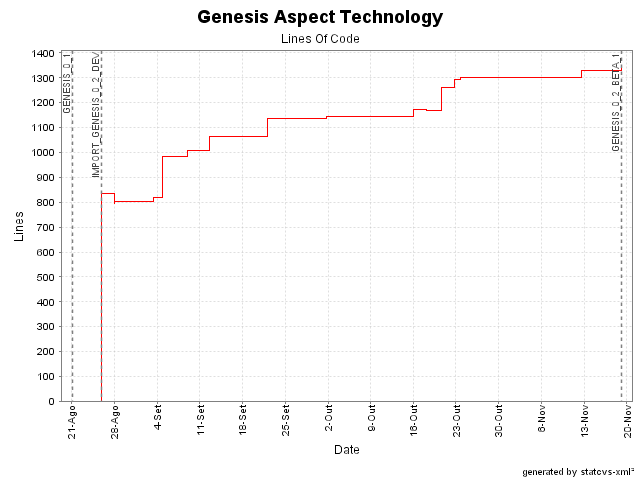 Genesis Aspect Technology
Lines Of Code
1400
1300
1200
1100
1000
900
800
700
600
500
400
300
200
100
0
Lines
GENESIS_0_1
IMPORT_GENESIS_0_2_DEV
GENESIS_0_2_BETA_1
21-Ago
28-Ago
4-Set
11-Set
18-Set
25-Set
2-Out
9-Out
16-Out
23-Out
30-Out
6-Nov
13-Nov
20-Nov
Date
generated by statcvs-xml²